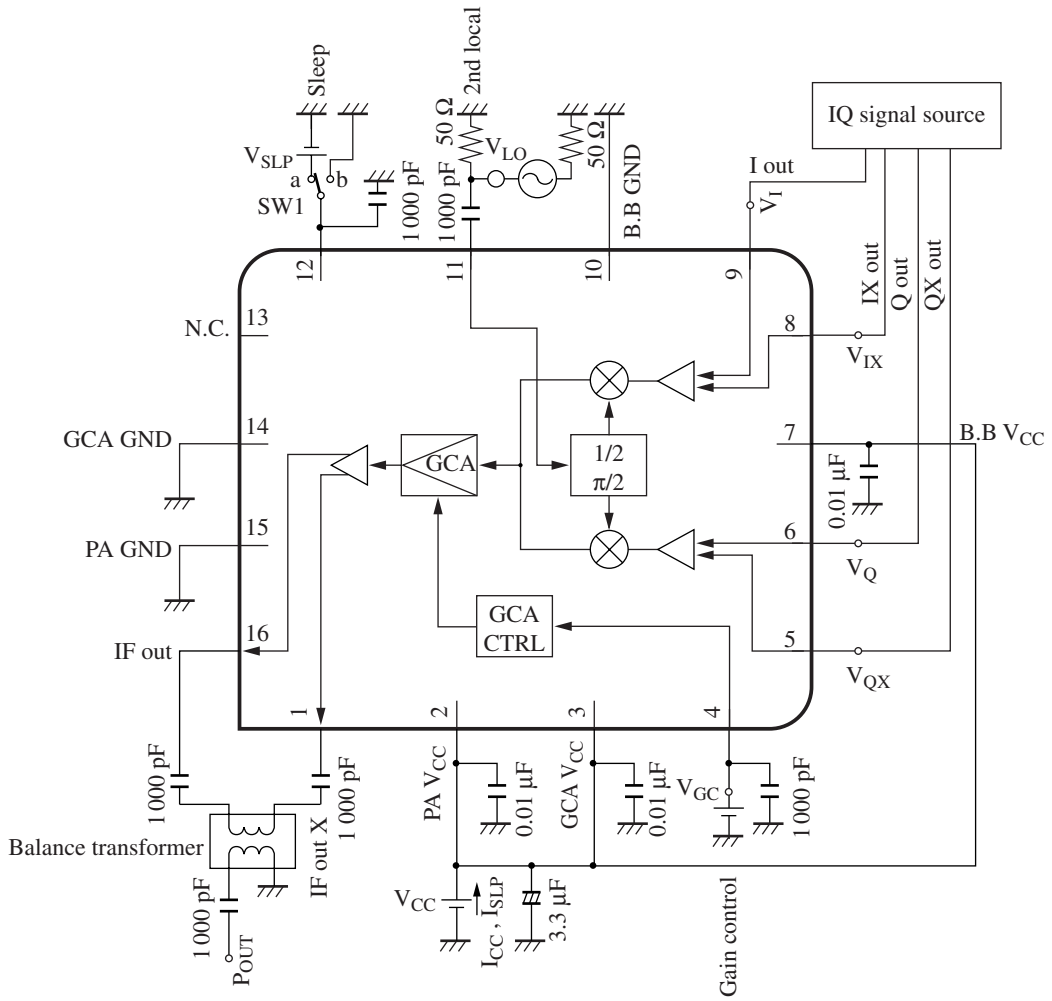 Sleep
2nd local
IQ signal source
V_SLP
a
b
SW1
1 000 pF
50 Ω
V_LO
1 000 pF
50 Ω
B.B GND
I out
V_I
IX out
Q out
QX out
12
11
10
9
N.C.
13
8
V_IX
GCA GND
14
7
B.B V_CC
0.01 µF
GCA
1/2
π/2
PA GND
15
6
V_Q
GCA
CTRL
IF out
16
5
V_QX
1
2
3
4
1 000 pF
1 000 pF
PA V_CC
0.01 µF
GCA V_CC
0.01 µF
V_GC
1 000 pF
Balance transformer
IF out X
1 000 pF
P_OUT
V_CC
I_CC , I_SLP
3.3 µF
Gain control